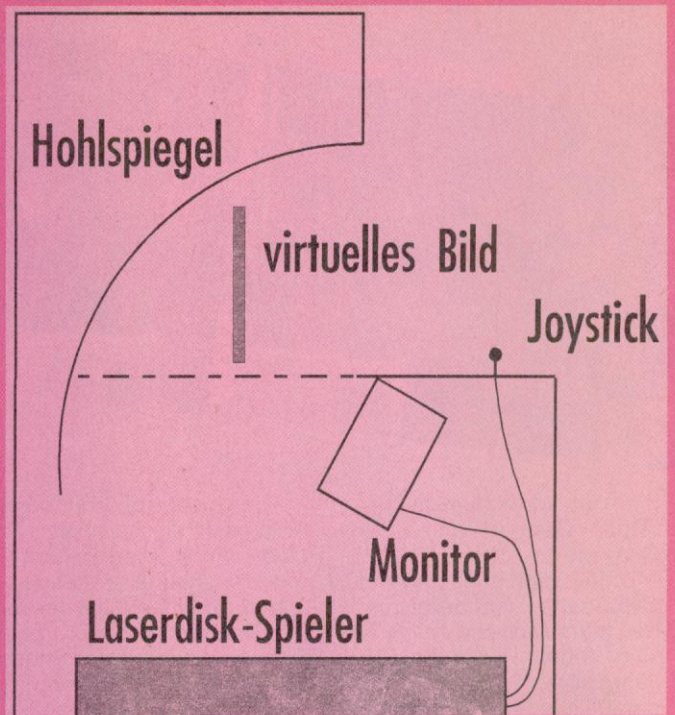 Hohlspiegel
virtuelles Bild
Joystick
Monitor
Laserdisk-Spieler